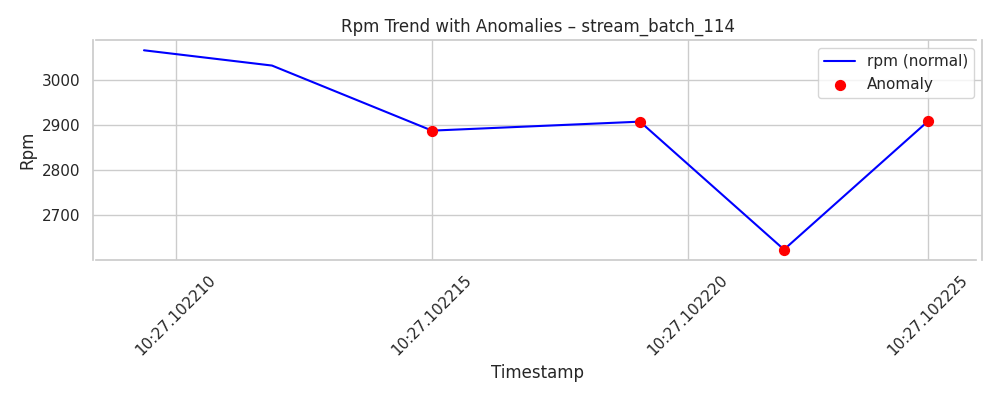 Rpm Trend with Anomalies – stream_batch_114
rpm (normal)
Anomaly
Rpm
3000
2900
2800
2700
10:27.102210
10:27.102215
10:27.102220
10:27.102225
Timestamp